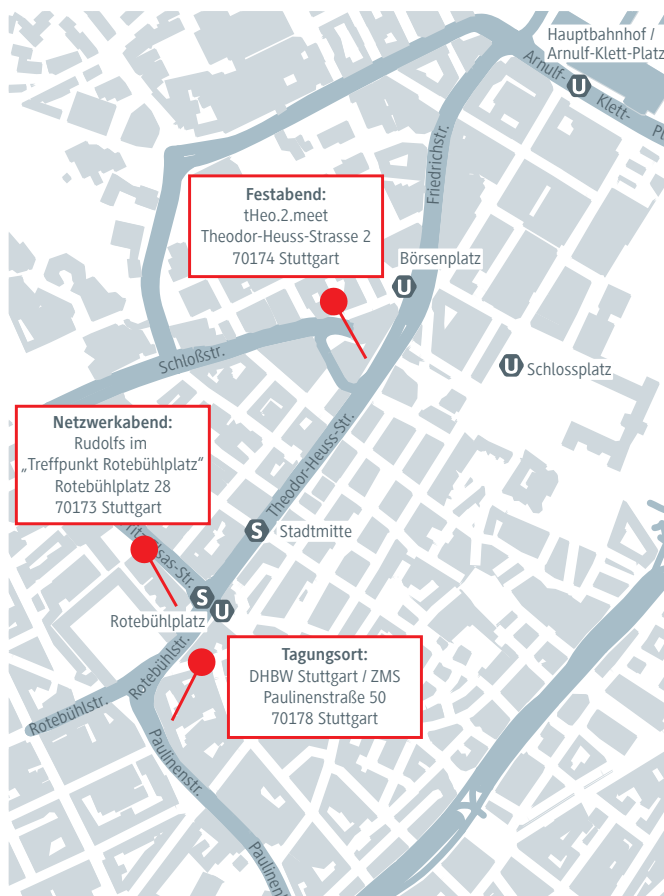 Hauptbahnhof /
Arnulf-Klett-Platz
Arnulf-
U
Klett-
Friedrichstr.
Festabend:
tHeo.2.meet
Theodor-Heuss-Strasse 2
70174 Stuttgart
Börsenplatz
U
Schloßstr.
U Schlossplatz
Netzwerkabend:
Rudolfs im
„Treffpunkt Rotebühlplatz“
Rotebühlplatz 28
70173 Stuttgart
Theodor-Heuss-Str.
S Stadtmitte
S
U
Rotebühlplatz
Rotebühlstr.
Tagungsort:
DHBW Stuttgart / ZMS
Paulinenstraße 50
70178 Stuttgart
Rotebühlstr.
Paulinenstr.